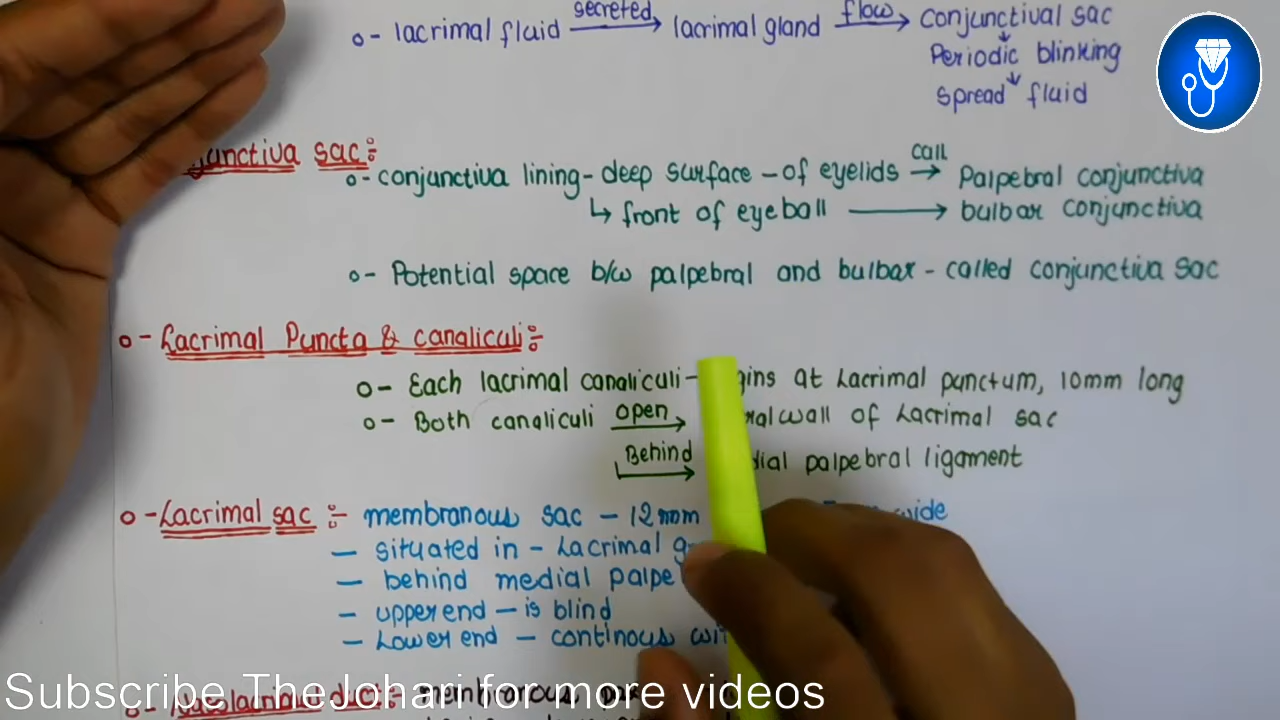 o- lacrimal fluid secreted→ lacrimal gland flow→ conjunctival sac
↓
Periodic blinking
↓
spread fluid
sac:-
o- conjunctiva lining - deep surface - of eyelids call→ Palpebral conjunctiva
↳ front of eyeball → bulbar conjunctiva
o- Potential space b/w palpebral and bulbar - called conjunctiva sac
o- Lacrimal Puncta & canaliculi:-
o- Each lacrimal canaliculi - at Lacrimal punctum, 10mm long
o- Both canaliculi open→ wall of Lacrimal sac
Behind→ palpebral ligament
o- Lacrimal sac :- membranous sac - 12mm
- situated in - Lacrimal
- behind medial
- upper end - is blind
- Lower end - continous
o- duct:- membranous
Subscribe TheJohari for more videos